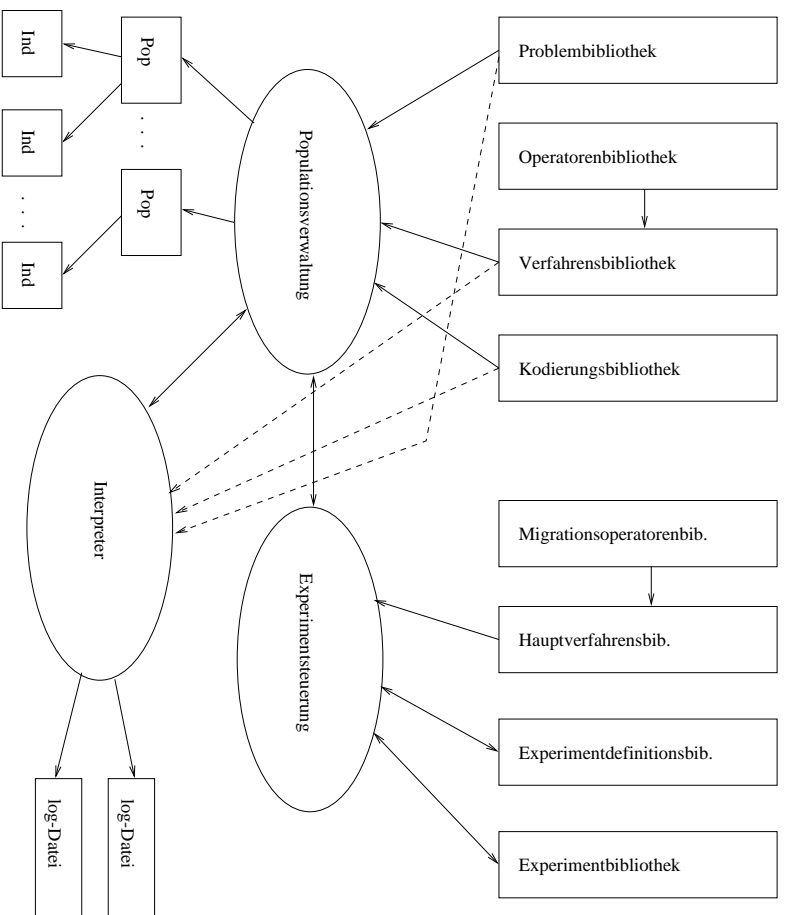 Problembibliothek
Operatorenbibliothek
Verfahrensbibliothek
Kodierungsbibliothek
Migrationsoperatorenbib.
Hauptverfahrensbib.
Experimentdefinitionsbib.
Experimentbibliothek
Populationsverwaltung
Experimentsteuerung
Interpreter
Pop
. . .
Pop
Ind
Ind
. . .
Ind
log-Datei
log-Datei